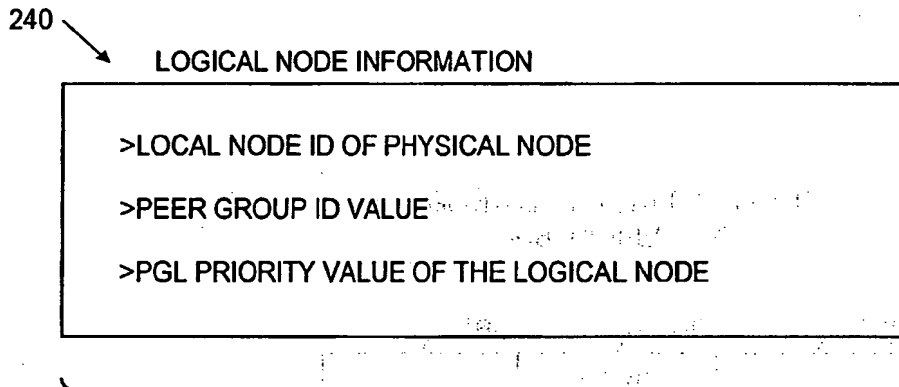 240
LOGICAL NODE INFORMATION
>LOCAL NODE ID OF PHYSICAL NODE
>PEER GROUP ID VALUE
>PGL PRIORITY VALUE OF THE LOGICAL NODE